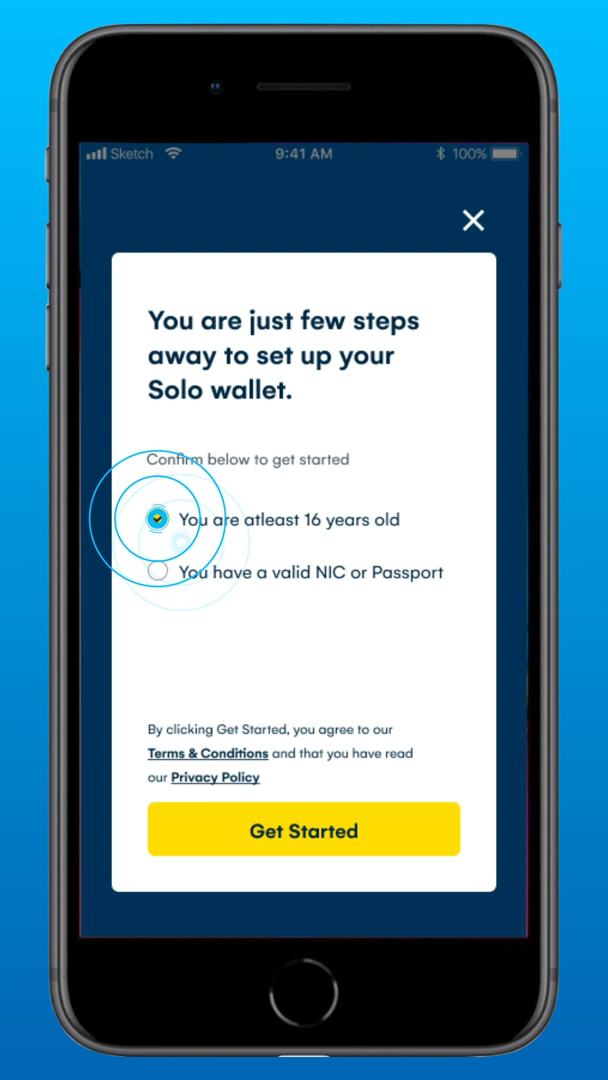 Sketch 9:41 AM 100%
You are just few steps
away to set up your
Solo wallet.
Confirm below to get started
You are atleast 16 years old
You have a valid NIC or Passport
By clicking Get Started, you agree to our
Terms & Conditions and that you have read
our Privacy Policy
Get Started